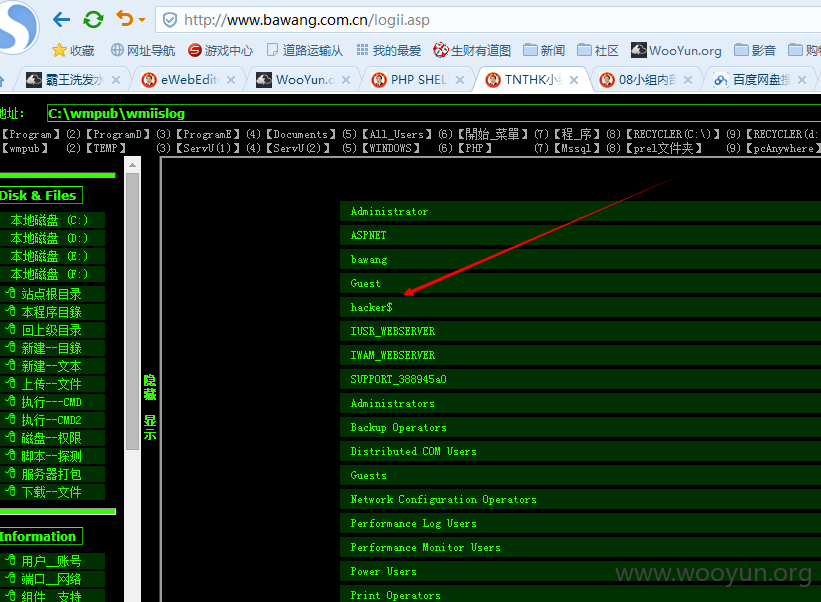 http://www.bawang.com.cn/logii.asp
收藏 网址导航 游戏中心 道路运输从 我的最爱 生财有道图 新闻 社区 WooYun.org 影音
霸王洗发水 eWebEdit WooYun.o PHP SHEL TNTHK小 08小组内 百度网盘搜
地址: C:\wmpub\wmiislog
【Program】(2)【ProgramD】(3)【ProgramE】(4)【Documents】(5)【All_Users】(6)【開始_菜單】(7)【程_序】(8)【RECYCLER(C:\)】(9)【RECYCLER(d:
【wmpub】 (2)【TEMP】 (3)【ServU(1)】(4)【ServU(2)】 (5)【WINDOWS】 (6)【PHP】 (7)【Mssql】(8)【prel文件夹】 (9)【pcAnywhere】
Disk & Files
本地磁盘 (C:)
本地磁盘 (D:)
本地磁盘 (E:)
本地磁盘 (F:)
站点根目录
本程序目錄
回上级目录
新建--目錄
新建--文本
上传--文件
执行---CMD
执行--CMD2
磁盘--权限
脚本--探测
服务器打包
下载--文件
Information
用户__账号
端口__网络
组件__支持
隐藏 显示
Administrator
ASPNET
bawang
Guest
hacker$
IUSR_WEBSERVER
IWAM_WEBSERVER
SUPPORT_388945a0
Administrators
Backup Operators
Distributed COM Users
Guests
Network Configuration Operators
Performance Log Users
Performance Monitor Users
Power Users
Print Operators
www.wooyun.org